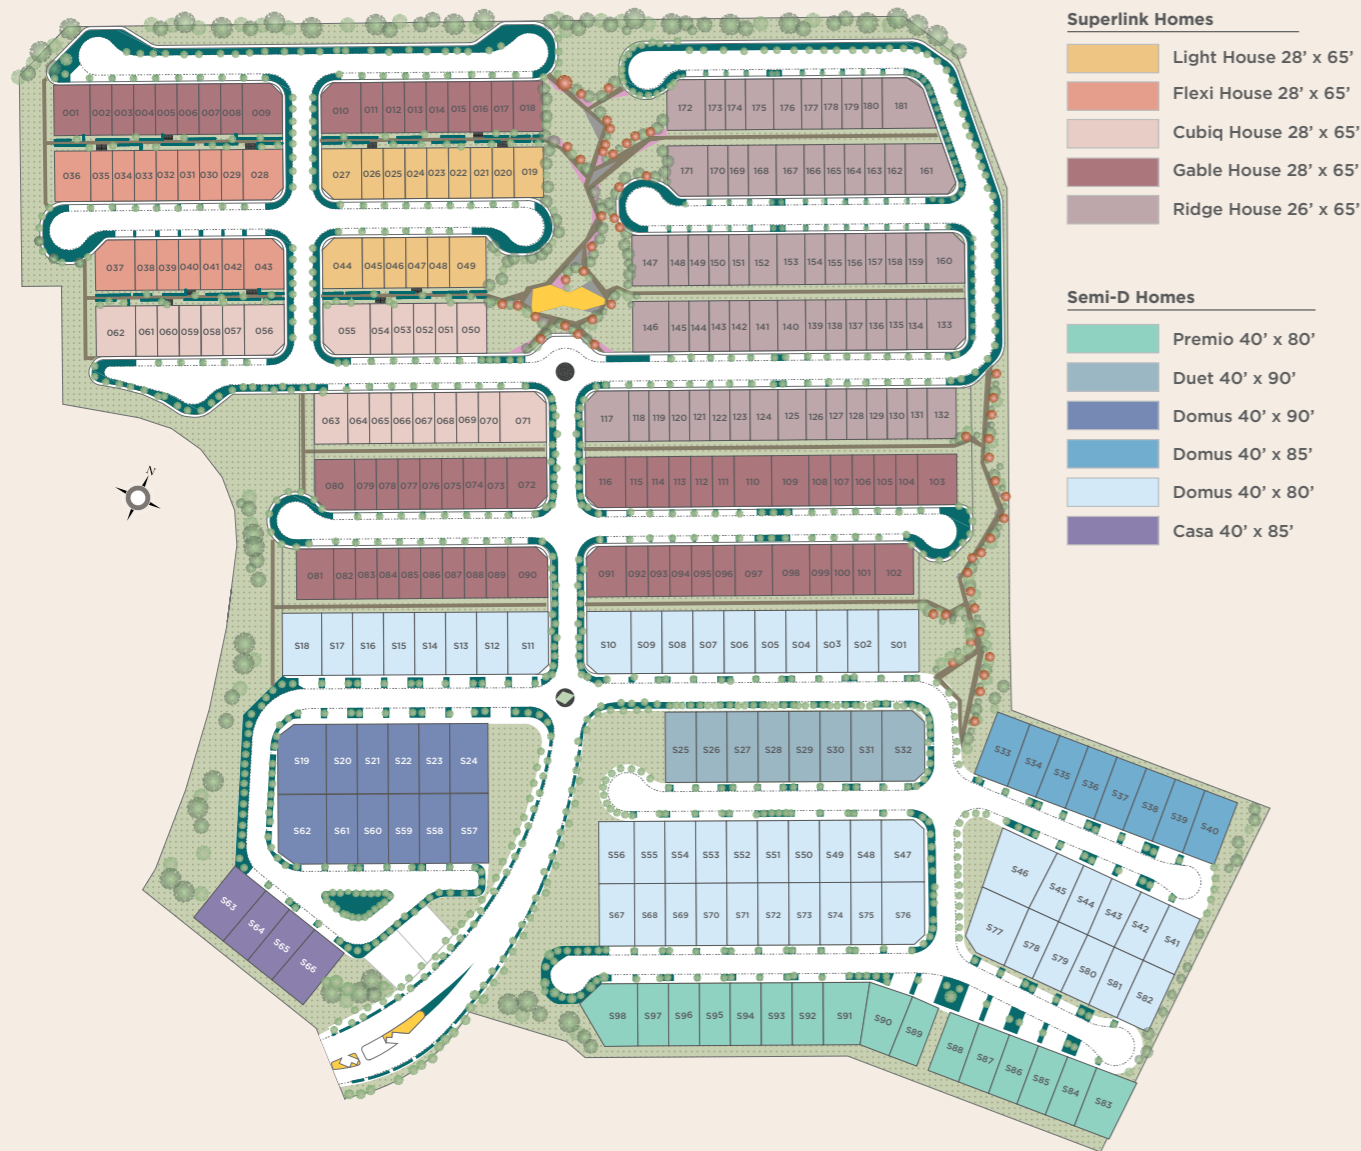 Superlink Homes
Light House 28’ x 65’
Flexi House 28’ x 65’
Cubiq House 28’ x 65’
Gable House 28’ x 65’
Ridge House 26’ x 65’
Semi-D Homes
Premio 40’ x 80’
Duet 40’ x 90’
Domus 40’ x 90’
Domus 40’ x 85’
Domus 40’ x 80’
Casa 40’ x 85’
001 002 003 004 005 006 007 008 009
010 011 012 013 014 015 016 017 018
172 173 174 175 176 177 178 179 180 181
036 035 034 033 032 031 030 029 028
027 026 025 024 023 022 021 020 019
171 170 169 168 167 166 165 164 163 162 161
037 038 039 040 041 042 043
044 045 046 047 048 049
147 148 149 150 151 152 153 154 155 156 157 158 159 160
062 061 060 059 058 057 056
055 054 053 052 051 050
146 145 144 143 142 141 140 139 138 137 136 135 134 133
063 064 065 066 067 068 069 070 071
117 118 119 120 121 122 123 124 125 126 127 128 129 130 131 132
080 079 078 077 076 075 074 073 072
116 115 114 113 112 111 110 109 108 107 106 105 104 103
N
081 082 083 084 085 086 087 088 089 090
091 092 093 094 095 096 097 098 099 100 101 102
S18 S17 S16 S15 S14 S13 S12 S11
S10 S09 S08 S07 S06 S05 S04 S03 S02 S01
S19 S20 S21 S22 S23 S24
S25 S26 S27 S28 S29 S30 S31 S32
S33 S34 S35 S36 S37 S38 S39 S40
S62 S61 S60 S59 S58 S57
S56 S55 S54 S53 S52 S51 S50 S49 S48 S47
S46 S45 S44 S43 S42 S41
S63 S64 S65 S66
S67 S68 S69 S70 S71 S72 S73 S74 S75 S76
S77 S78 S79 S80 S81 S82
S98 S97 S96 S95 S94 S93 S92 S91 S90 S89
S88 S87 S86 S85 S84 S83